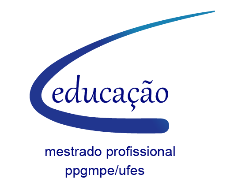 educação
mestrado profissional
ppgmpe/ufes